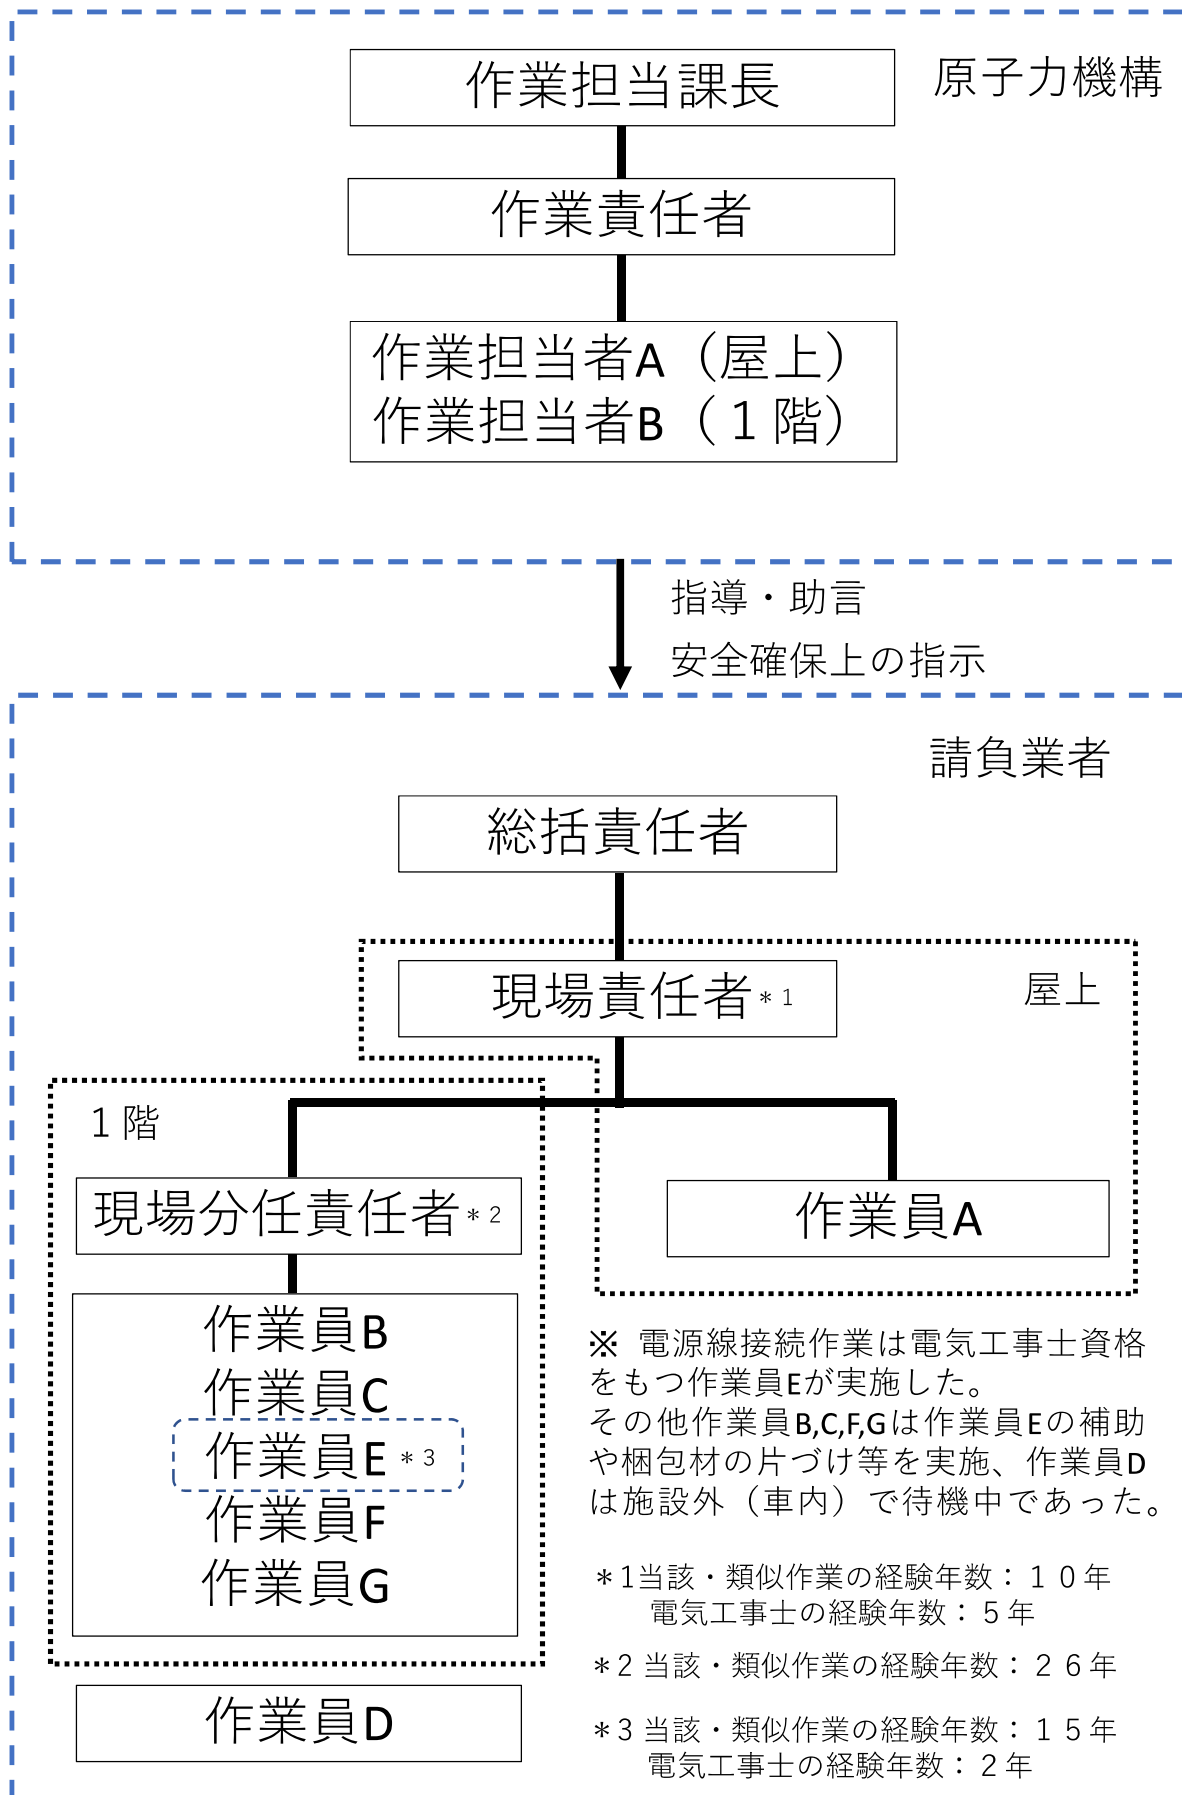 原子力機構
作業担当課長
作業責任者
作業担当者A（屋上）
作業担当者B（１階）
指導・助言
安全確保上の指示
請負業者
総括責任者
現場責任者＊1
屋上
1階
現場分任責任者＊2
作業員A
作業員B
作業員C
作業員E＊3
作業員F
作業員G
作業員D
※ 電源線接続作業は電気工事士資格
をもつ作業員Eが実施した。
その他作業員B,C,F,Gは作業員Eの補助
や梱包材の片づけ等を実施、作業員D
は施設外（車内）で待機中であった。
＊1当該・類似作業の経験年数：１０年
電気工事士の経験年数：５年
＊2 当該・類似作業の経験年数：２６年
＊3 当該・類似作業の経験年数：１５年
電気工事士の経験年数：２年